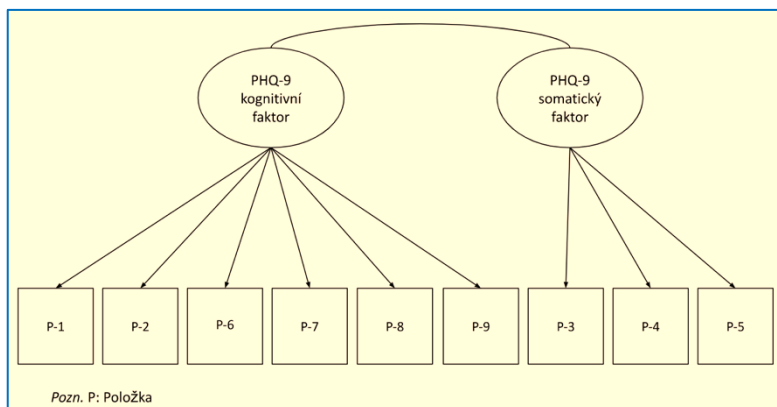 PHQ-9
kognitivní
faktor
PHQ-9
somatický
faktor
P-1
P-2
P-6
P-7
P-8
P-9
P-3
P-4
P-5
Pozn. P: Položka